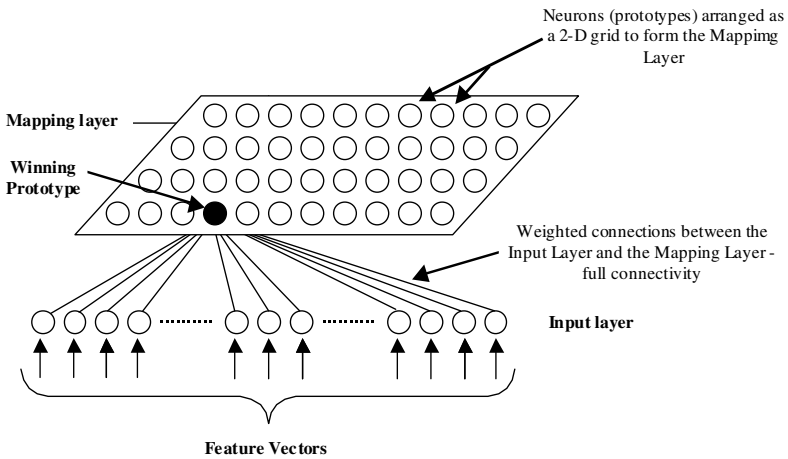 Neurons (prototypes) arranged as
a 2-D grid to form the Mappimg
Layer
Mapping layer
Winning
Prototype
Weighted connections between the
Input Layer and the Mapping Layer -
full connectivity
Input layer
Feature Vectors